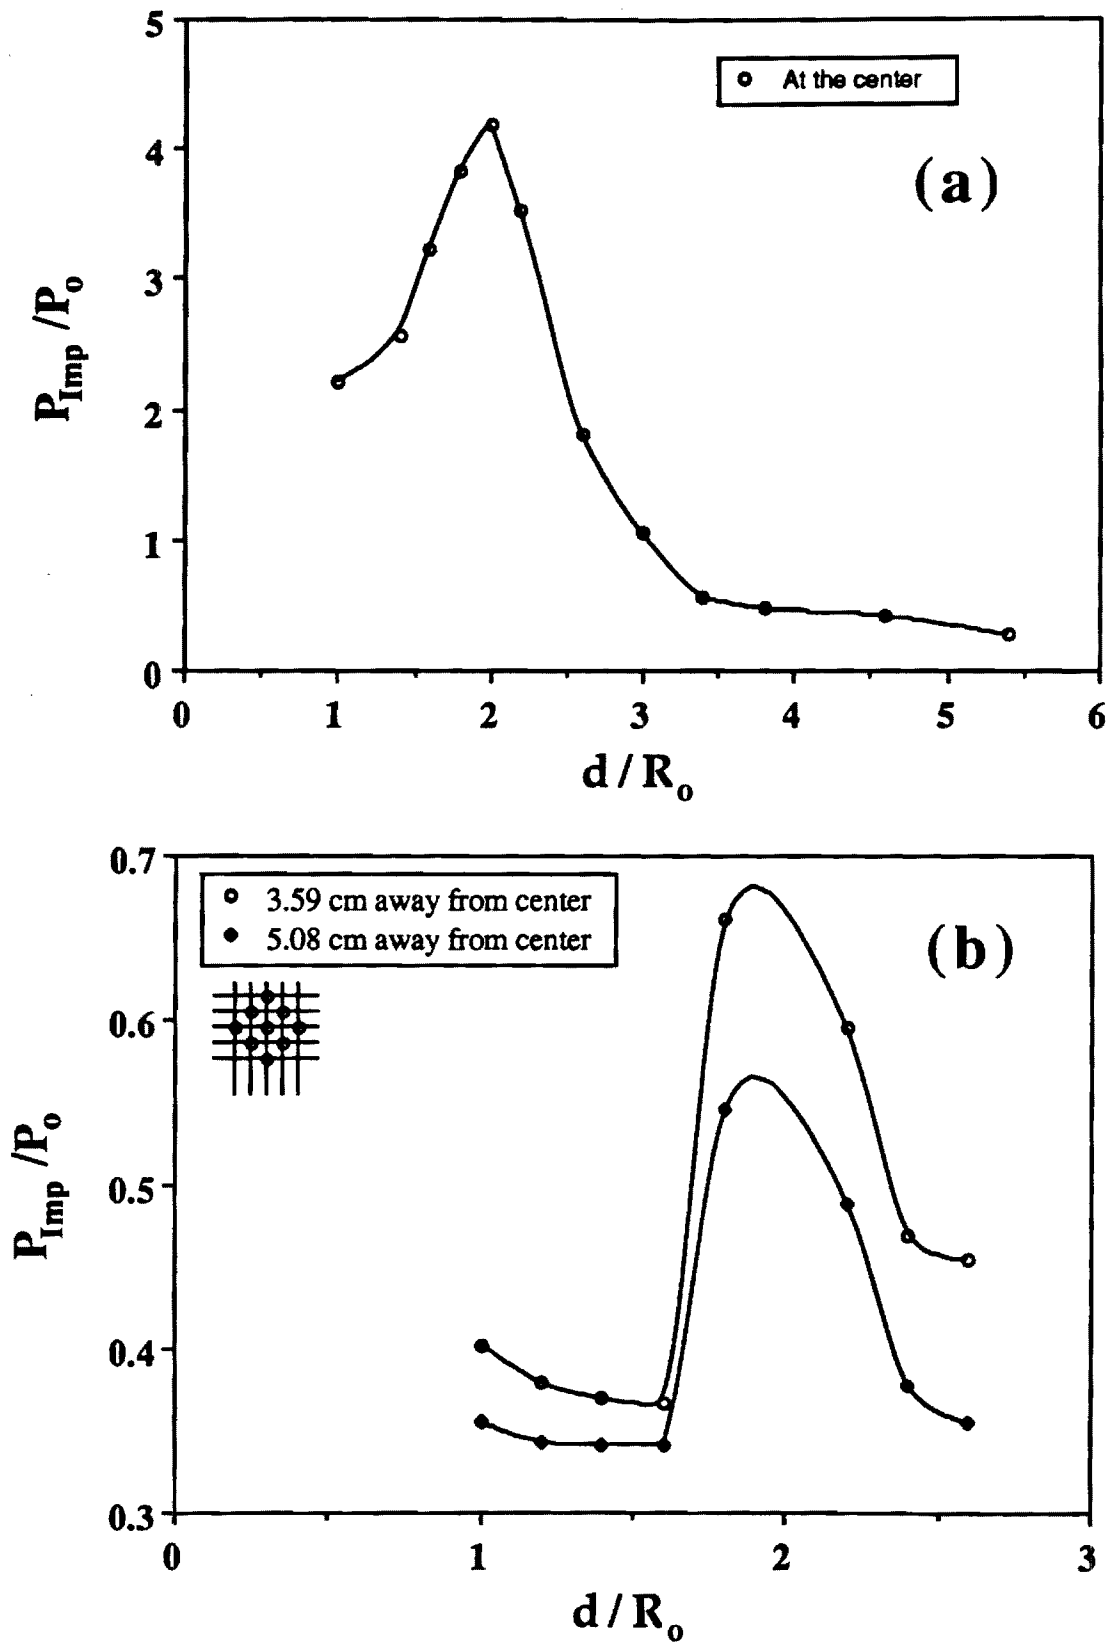 5
At the center
4
(a)
3
P_Imp /P_o
2
1
0
0 1 2 3 4 5 6
d / R_o
0.7
3.59 cm away from center
5.08 cm away from center
(b)
0.6
P_Imp /P_o
0.5
0.4
0.3
0 1 2 3
d / R_o